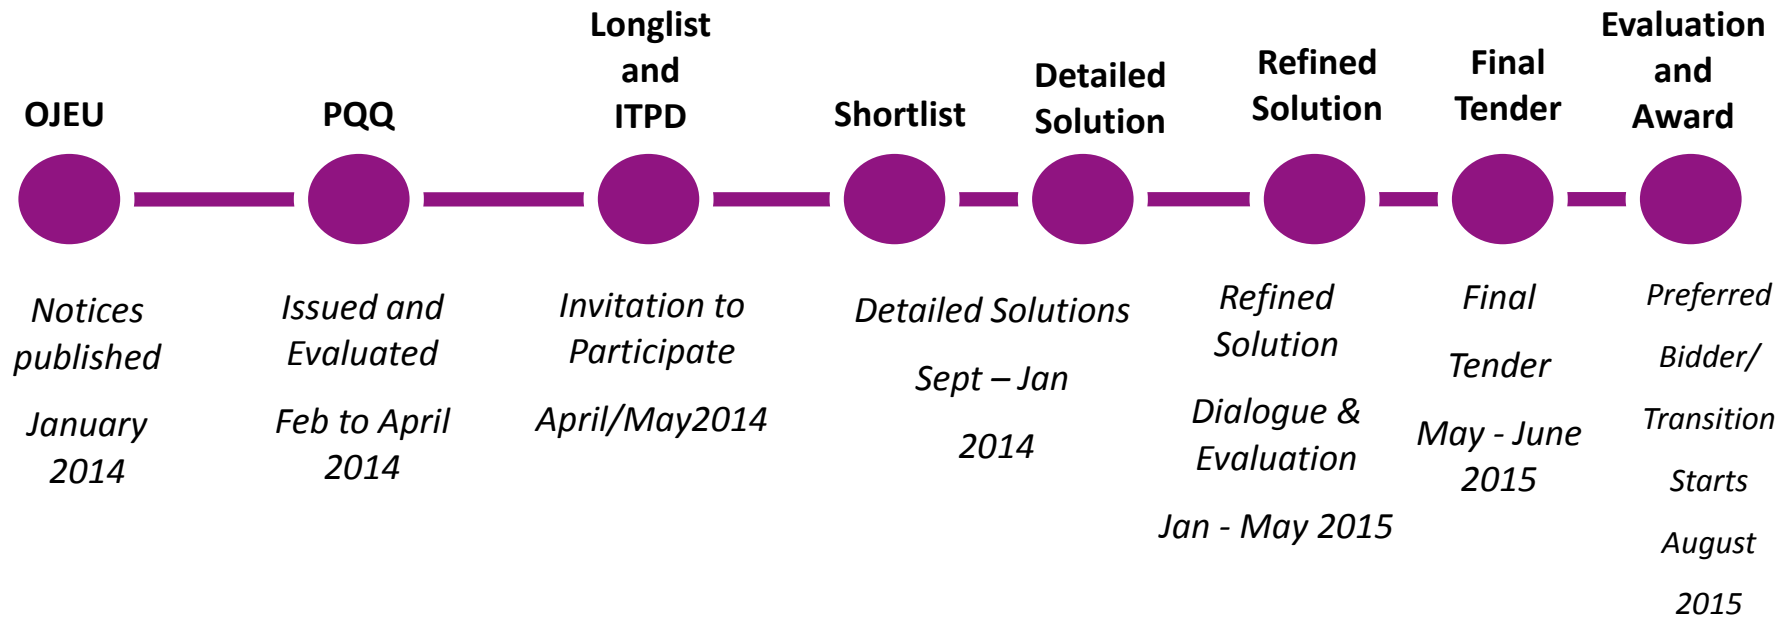 OJEU
Notices
published
January
2014
PQQ
Issued and
Evaluated
Feb to April
2014
Longlist
and
ITPD
Invitation to
Participate
April/May2014
Shortlist
Detailed
Solution
Detailed Solutions
Sept – Jan
2014
Refined
Solution
Refined
Solution
Dialogue &
Evaluation
Jan - May 2015
Final
Tender
Final
Tender
May - June
2015
Evaluation
and
Award
Preferred
Bidder/
Transition
Starts
August
2015